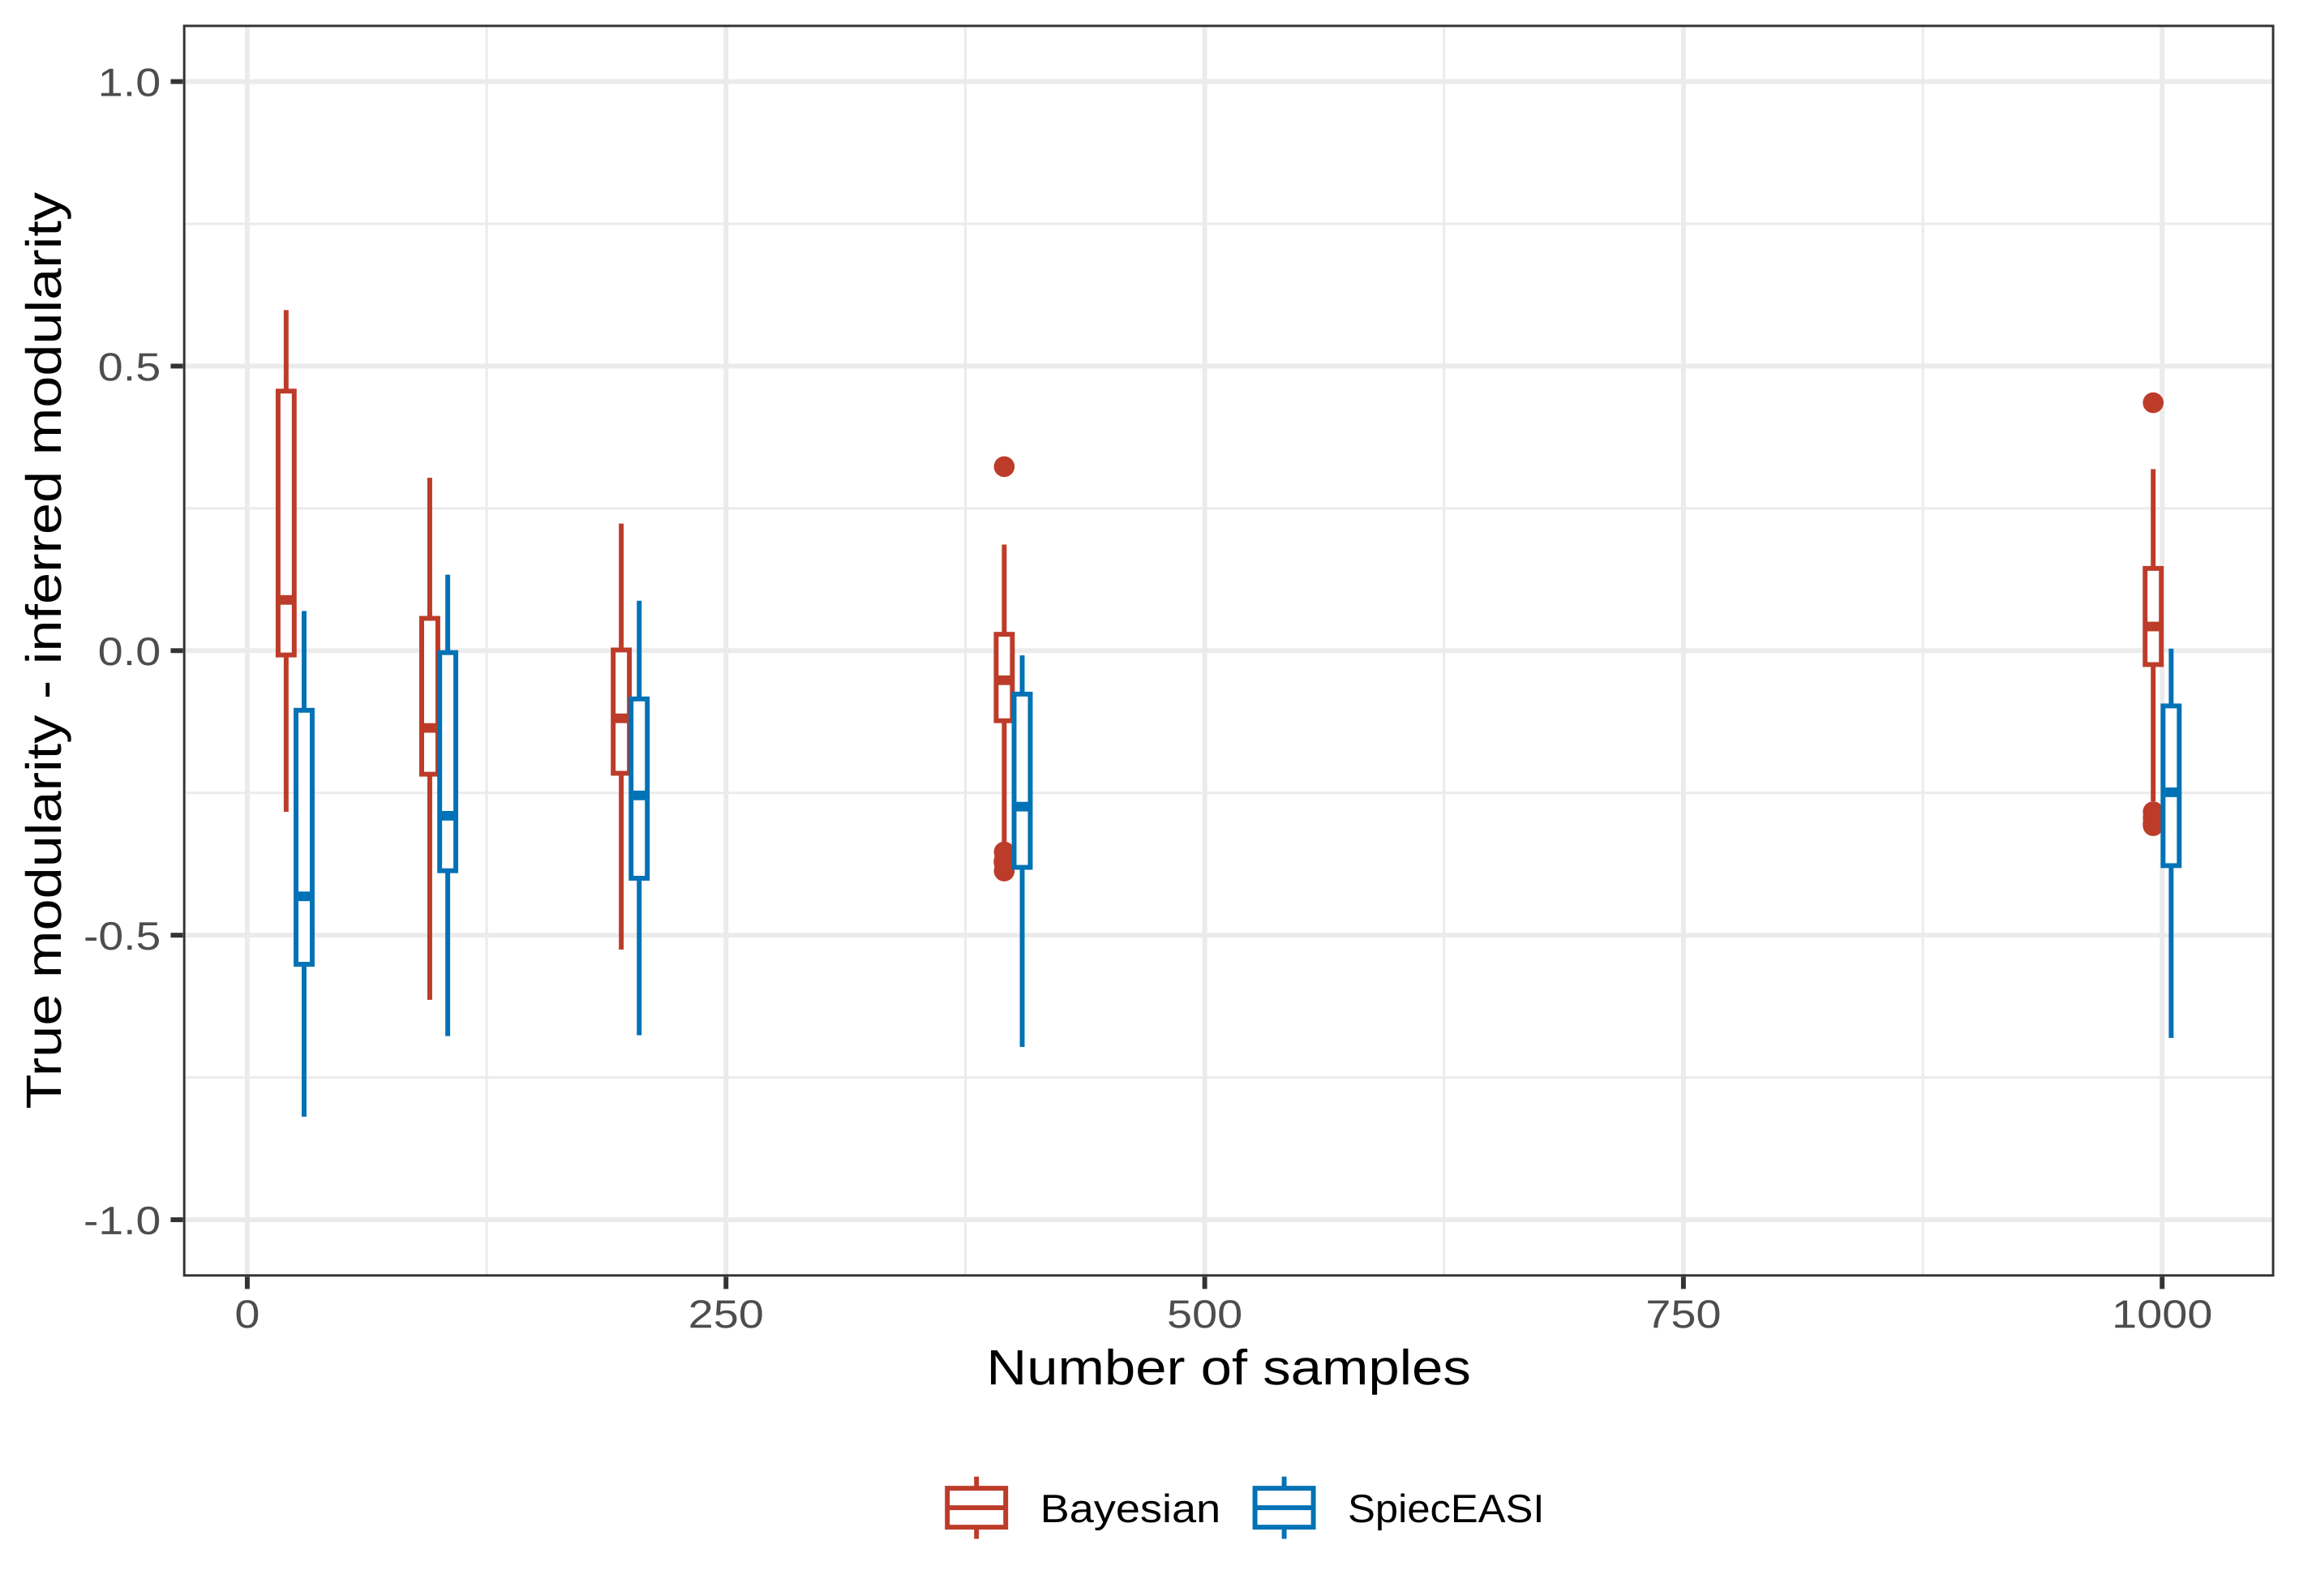 True modularity - inferred modularity
1.0
0.5
0.0
-0.5
-1.0
0 250 500 750 1000
Number of samples
Bayesian SpiecEASI